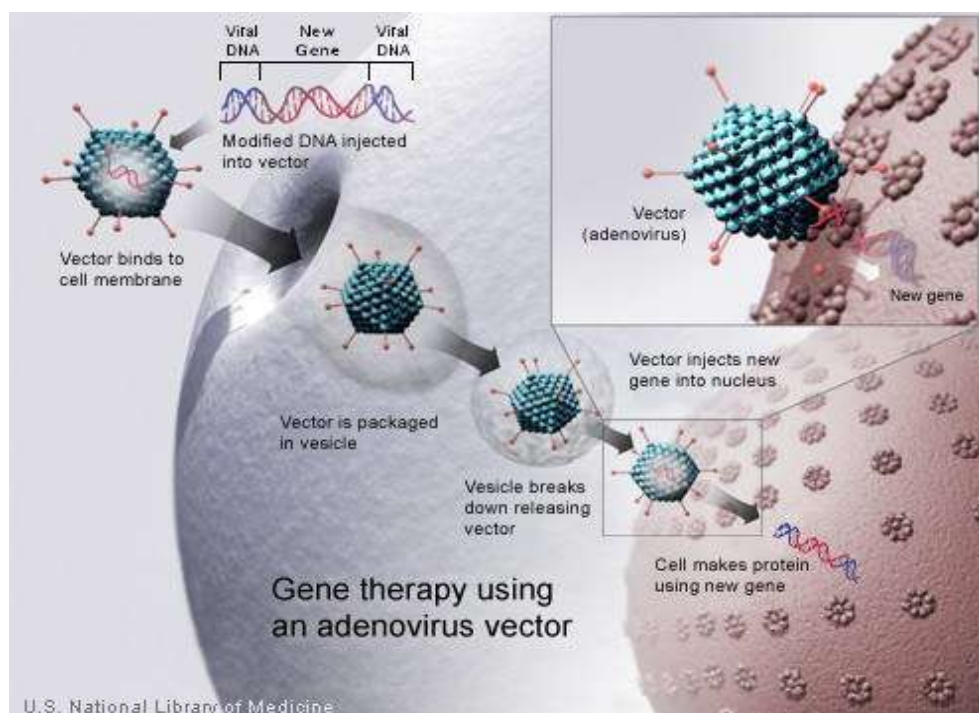 Viral DNA
New Gene
Viral DNA
Modified DNA injected
into vector
Vector binds to
cell membrane
Vector is packaged
in vesicle
Vesicle breaks
down releasing
vector
Vector
(adenovirus)
New gene
Vector injects new
gene into nucleus
Cell makes protein
using new gene
Gene therapy using
an adenovirus vector
U.S. National Library of Medicine